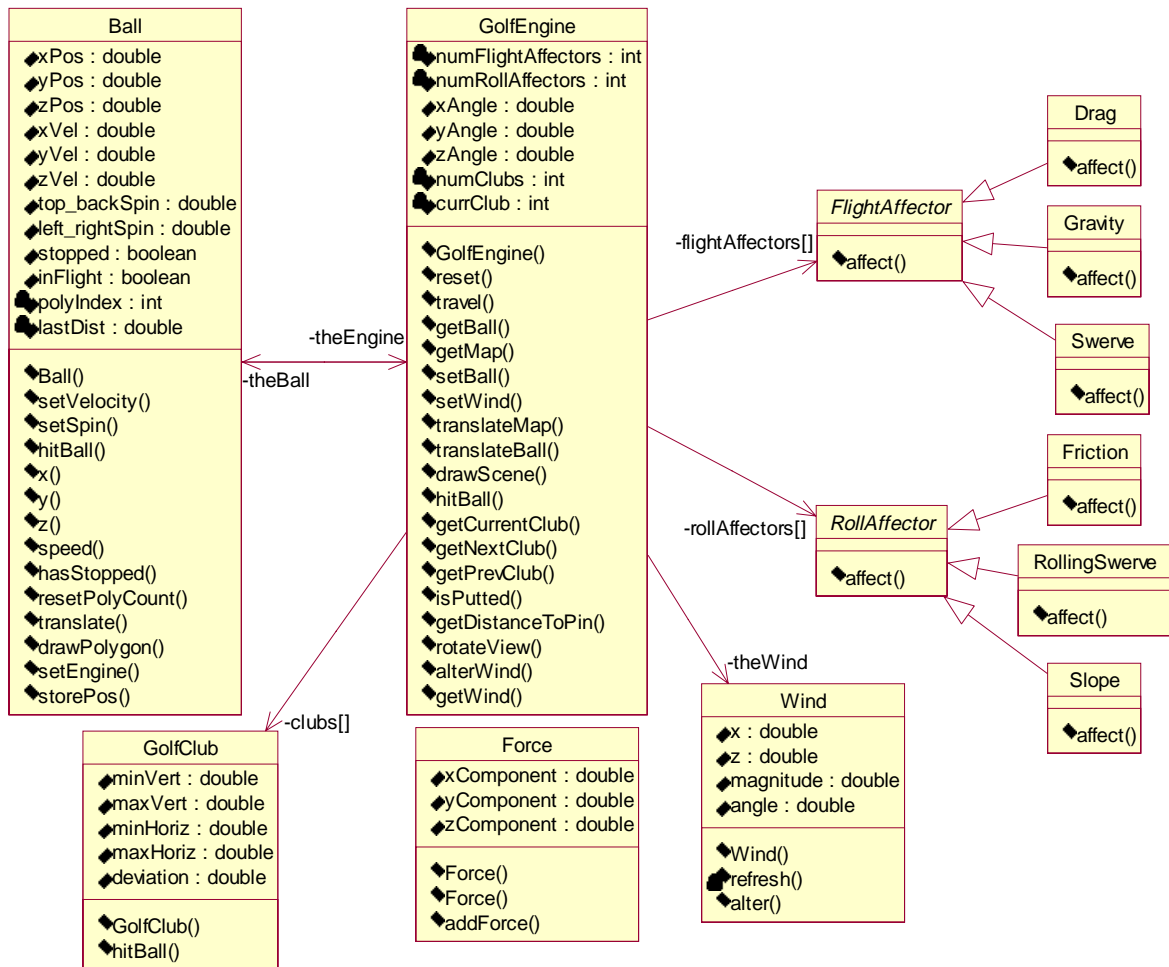 Ball
xPos : double
yPos : double
zPos : double
xVel : double
yVel : double
zVel : double
top_backSpin : double
left_rightSpin : double
stopped : boolean
inFlight : boolean
polyIndex : int
lastDist : double
Ball()
setVelocity()
setSpin()
hitBall()
x()
y()
z()
speed()
hasStopped()
resetPolyCount()
translate()
drawPolygon()
setEngine()
storePos()
-theEngine
-theBall
GolfEngine
numFlightAffectors : int
numRollAffectors : int
xAngle : double
yAngle : double
zAngle : double
numClubs : int
currClub : int
GolfEngine()
reset()
travel()
getBall()
getMap()
setBall()
setWind()
translateMap()
translateBall()
drawScene()
hitBall()
getCurrentClub()
getNextClub()
getPrevClub()
isPutted()
getDistanceToPin()
rotateView()
alterWind()
getWind()
-flightAffectors[]
FlightAffector
affect()
Drag
affect()
Gravity
affect()
Swerve
affect()
-rollAffectors[]
RollAffector
affect()
Friction
affect()
RollingSwerve
affect()
Slope
affect()
-clubs[]
GolfClub
minVert : double
maxVert : double
minHoriz : double
maxHoriz : double
deviation : double
GolfClub()
hitBall()
Force
xComponent : double
yComponent : double
zComponent : double
Force()
Force()
addForce()
-theWind
Wind
x : double
z : double
magnitude : double
angle : double
Wind()
refresh()
alter()